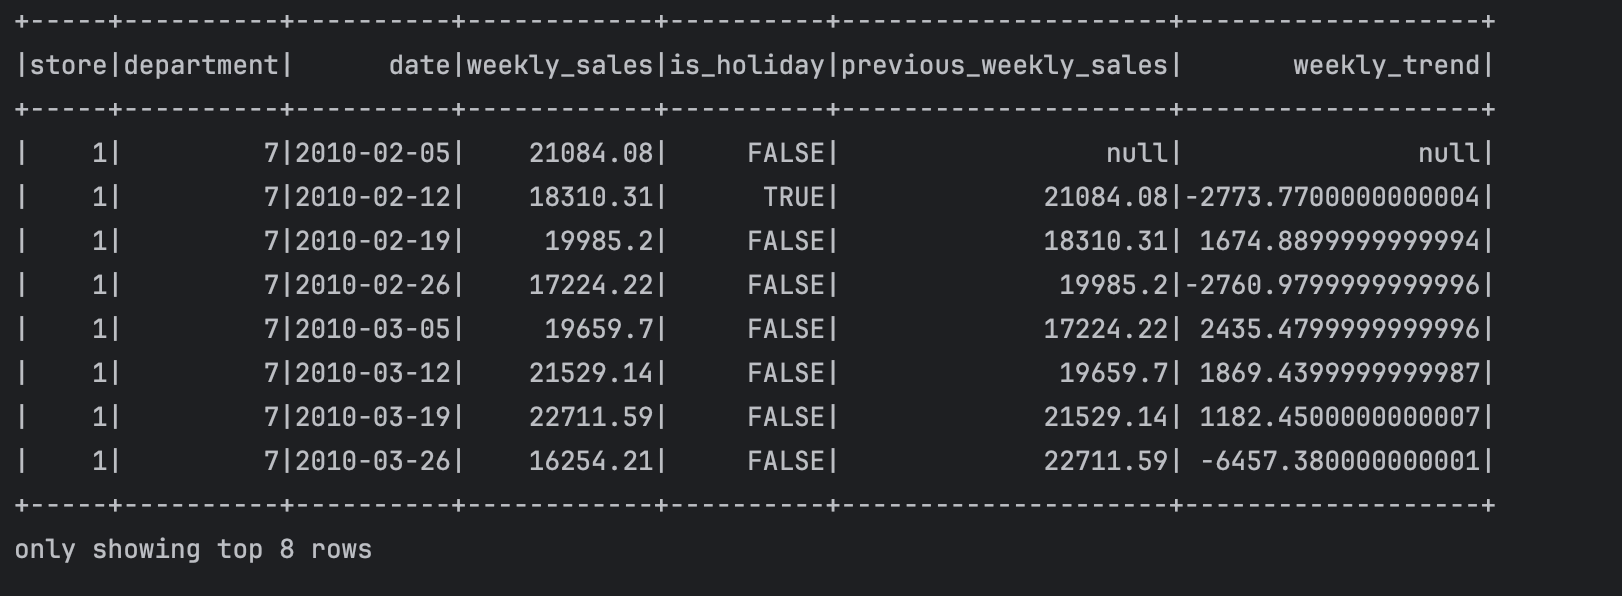 +-----+----------+----------+------------+----------+---------------------+-------------------+
|store|department|      date|weekly_sales|is_holiday|previous_weekly_sales|       weekly_trend|
+-----+----------+----------+------------+----------+---------------------+-------------------+
|    1|         7|2010-02-05|    21084.08|     FALSE|                 null|               null|
|    1|         7|2010-02-12|    18310.31|      TRUE|             21084.08|-2773.7700000000004|
|    1|         7|2010-02-19|     19985.2|     FALSE|             18310.31| 1674.8899999999994|
|    1|         7|2010-02-26|    17224.22|     FALSE|              19985.2|-2760.9799999999996|
|    1|         7|2010-03-05|     19659.7|     FALSE|             17224.22| 2435.4799999999996|
|    1|         7|2010-03-12|    21529.14|     FALSE|              19659.7| 1869.4399999999987|
|    1|         7|2010-03-19|    22711.59|     FALSE|             21529.14| 1182.4500000000007|
|    1|         7|2010-03-26|    16254.21|     FALSE|             22711.59| -6457.380000000001|
+-----+----------+----------+------------+----------+---------------------+-------------------+
only showing top 8 rows